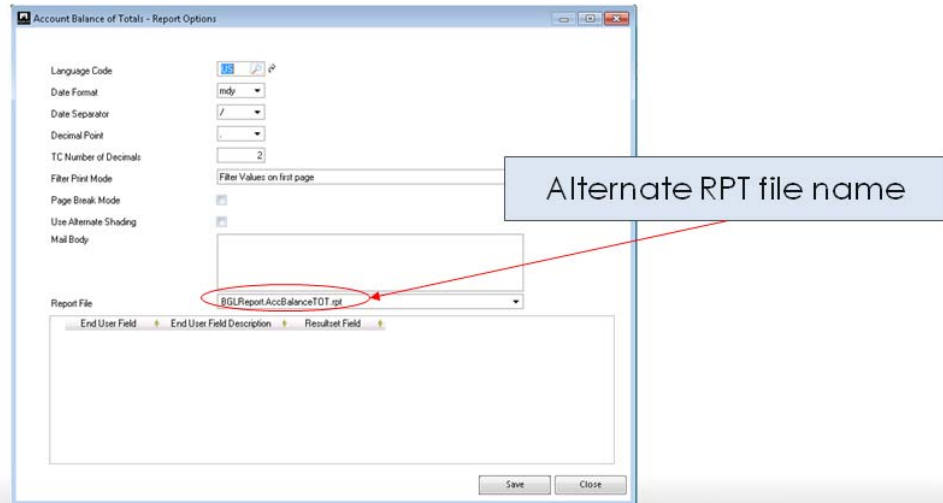 Account Balance of Totals - Report Options
Language Code US
Date Format mdy
Date Separator /
Decimal Point .
TC Number of Decimals 2
Filter Print Mode Filter Values on first page
Alternate RPT file name
Page Break Mode
Use Alternate Shading
Mail Body
Report File BGLReport.AccBalanceTOT.rpt
End User Field End User Field Description Resultset Field
Save Close